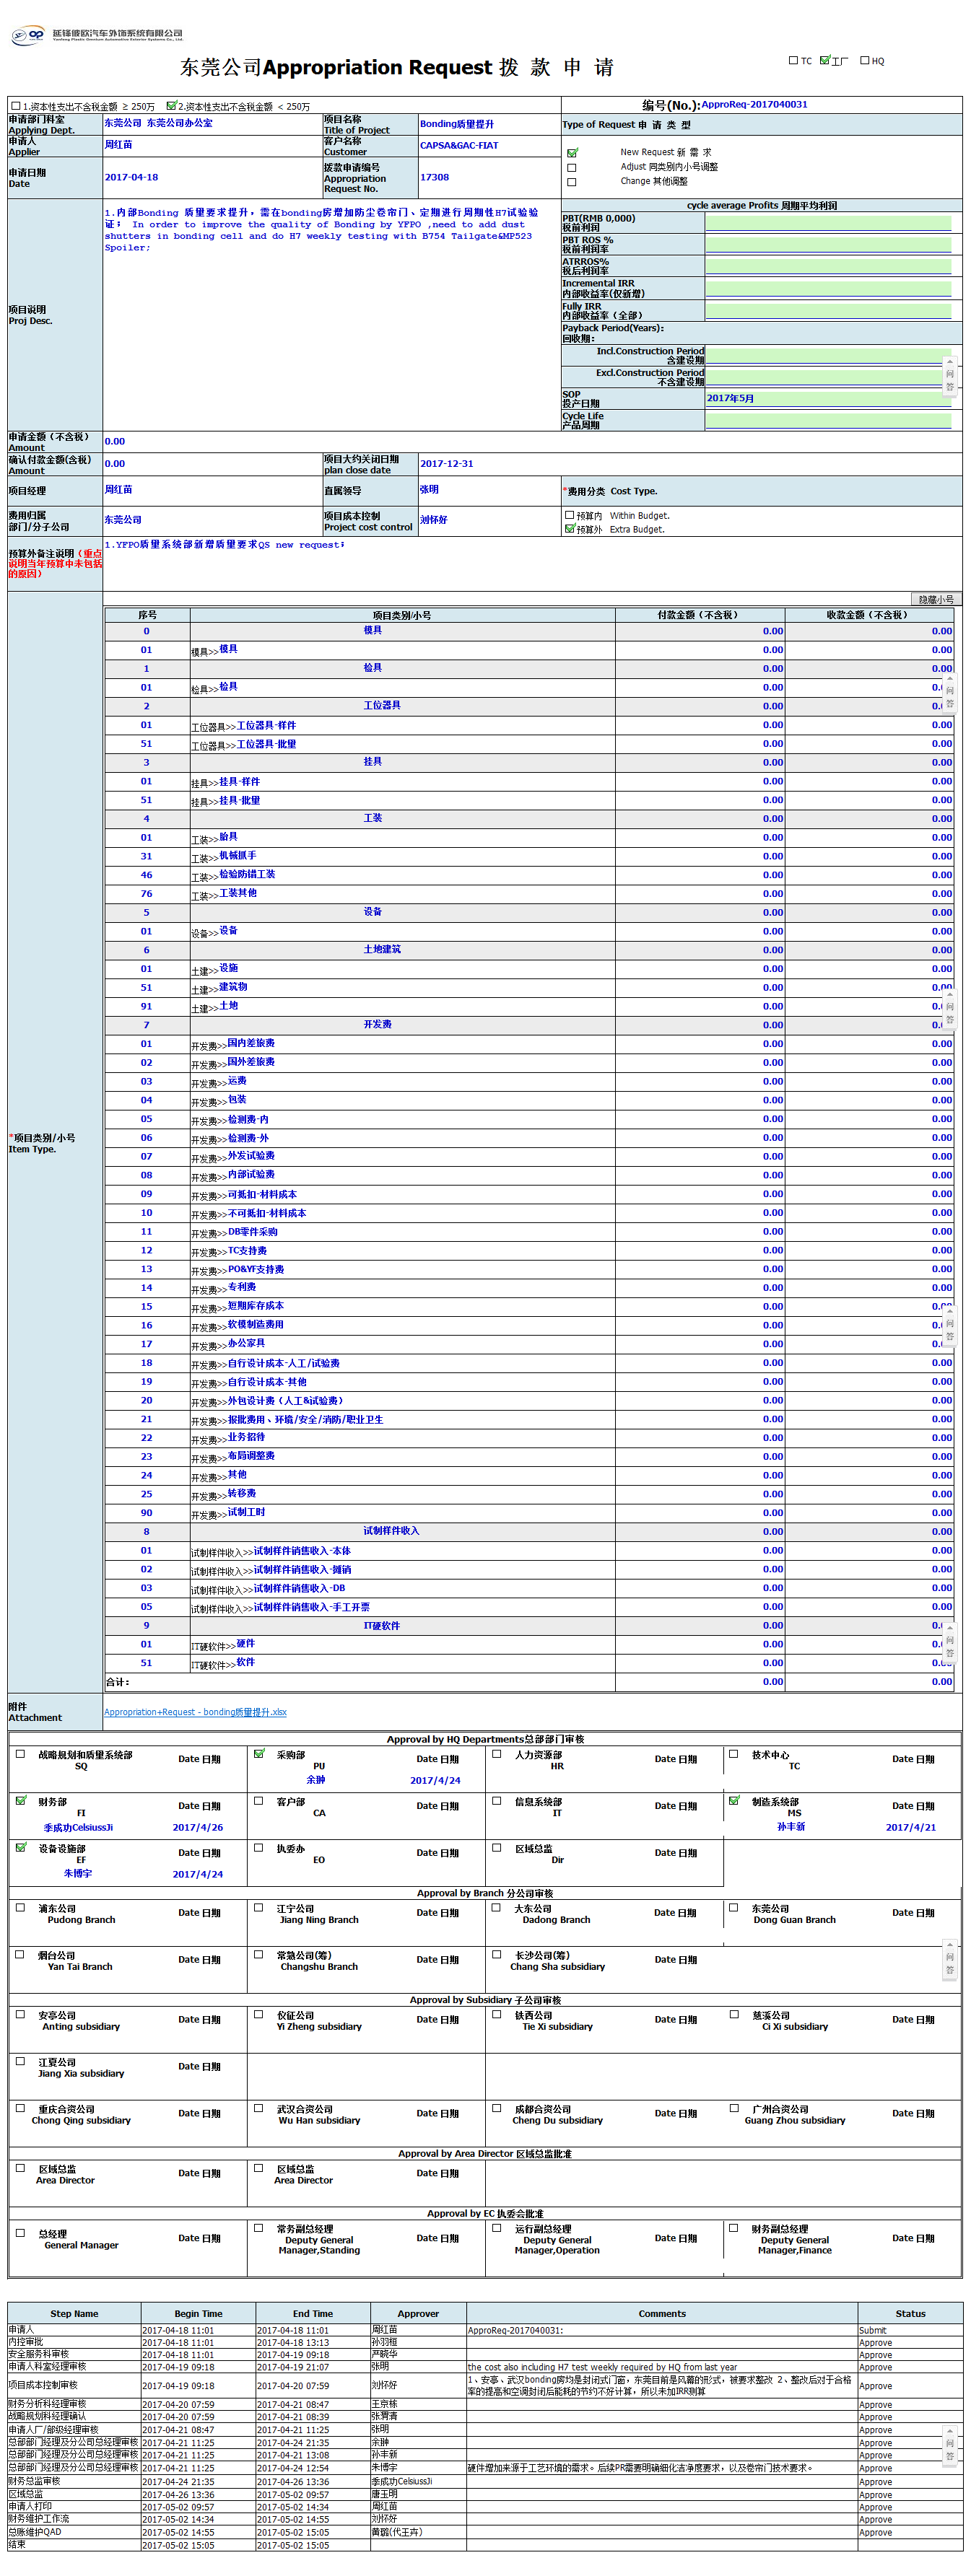 延锋彼欧汽车外饰系统有限公司
Yanfeng Plastic Omnium Automotive Exterior Systems Co., Ltd.
东莞公司Appropriation Request 拨 款 申 请
TC 工厂 HQ
1.资本性支出不含税金额 ≥ 250万 2.资本性支出不含税金额 < 250万
编号(No.):ApproReq-2017040031
申请部门科室
Applying Dept.
东莞公司 东莞公司办公室
项目名称
Title of Project
Bonding质量提升
Type of Request 申 请 类 型
申请人
Applier
周红苗
客户名称
Customer
CAPSA&GAC-FIAT
New Request 新 需 求
Adjust 同类别内小号调整
Change 其他调整
申请日期
Date
2017-04-18
拨款申请编号
Appropriation
Request No.
17308
项目说明
Proj Desc.
1.内部Bonding 质量要求提升，需在bonding房增加防尘卷帘门、定期进行周期性H7试验验
证； In order to improve the quality of Bonding by YFPO ,need to add dust
shutters in bonding cell and do H7 weekly testing with B754 Tailgate&MP523
Spoiler;
cycle average Profits 周期平均利润
PBT(RMB 0,000)
税前利润
PBT ROS %
税前利润率
ATRROS%
税后利润率
Incremental IRR
内部收益率(仅新增)
Fully IRR
内部收益率（全部）
Payback Period(Years):
回收期：
Incl.Construction Period
含建设期
Excl.Construction Period
不含建设期
SOP
投产日期
2017年5月
Cycle Life
产品周期
申请金额（不含税）
Amount
0.00
确认付款金额(含税)
Amount
0.00
项目大约关闭日期
plan close date
2017-12-31
项目经理
周红苗
直属领导
张明
*费用分类 Cost Type.
费用归属
部门/分子公司
东莞公司
项目成本控制
Project cost control
刘怀好
预算内 Within Budget.
预算外 Extra Budget.
预算外备注说明（重点
说明当年预算中未包括
的原因）
1.YFPO质量系统部新增质量要求QS new request；
隐藏小号
*项目类别/小号
Item Type.
序号 项目类别/小号 付款金额（不含税） 收款金额（不含税）
0 模具 0.00 0.00
01 模具>>模具 0.00 0.00
1 检具 0.00 0.00
01 检具>>检具 0.00 0.
2 工位器具 0.00 0.
01 工位器具>>工位器具-样件 0.00 0.00
51 工位器具>>工位器具-批量 0.00 0.00
3 挂具 0.00 0.00
01 挂具>>挂具-样件 0.00 0.00
51 挂具>>挂具-批量 0.00 0.00
4 工装 0.00 0.00
01 工装>>胎具 0.00 0.00
31 工装>>机械抓手 0.00 0.00
46 工装>>检验防错工装 0.00 0.00
76 工装>>工装其他 0.00 0.00
5 设备 0.00 0.00
01 设备>>设备 0.00 0.00
6 土地建筑 0.00 0.00
01 土建>>设施 0.00 0.00
51 土建>>建筑物 0.00 0.00
91 土建>>土地 0.00 0.
7 开发费 0.00 0.00
01 开发费>>国内差旅费 0.00 0.00
02 开发费>>国外差旅费 0.00 0.00
03 开发费>>运费 0.00 0.00
04 开发费>>包装 0.00 0.00
05 开发费>>检测费-内 0.00 0.00
06 开发费>>检测费-外 0.00 0.00
07 开发费>>外发试验费 0.00 0.00
08 开发费>>内部试验费 0.00 0.00
09 开发费>>可抵扣-材料成本 0.00 0.00
10 开发费>>不可抵扣-材料成本 0.00 0.00
11 开发费>>DB零件采购 0.00 0.00
12 开发费>>TC支持费 0.00 0.00
13 开发费>>PO&YF支持费 0.00 0.00
14 开发费>>专利费 0.00 0.00
15 开发费>>短期库存成本 0.00 0.00
16 开发费>>软模制造费用 0.00 0.
17 开发费>>办公家具 0.00 0.00
18 开发费>>自行设计成本-人工/试验费 0.00 0.00
19 开发费>>自行设计成本-其他 0.00 0.00
20 开发费>>外包设计费（人工&试验费） 0.00 0.00
21 开发费>>报批费用、环境/安全/消防/职业卫生 0.00 0.00
22 开发费>>业务招待 0.00 0.00
23 开发费>>布局调整费 0.00 0.00
24 开发费>>其他 0.00 0.00
25 开发费>>转移费 0.00 0.00
90 开发费>>试制工时 0.00 0.00
8 试制样件收入 0.00 0.00
01 试制样件收入>>试制样件销售收入-本体 0.00 0.00
02 试制样件收入>>试制样件销售收入-摊销 0.00 0.00
03 试制样件收入>>试制样件销售收入-DB 0.00 0.00
05 试制样件收入>>试制样件销售收入-手工开票 0.00 0.00
9 IT硬软件 0.00 0.
01 IT硬软件>>硬件 0.00 0.
51 IT硬软件>>软件 0.00 0.00
合计： 0.00 0.00
附件
Attachment
Appropriation+Request - bonding质量提升.xlsx
Approval by HQ Departments总部部门审核
战略规划和质量系统部 SQ Date 日期
采购部 PU Date 日期 余翀 2017/4/24
人力资源部 HR Date 日期
技术中心 TC Date 日期
财务部 FI Date 日期 季成功CelsiussJi 2017/4/26
客户部 CA Date 日期
信息系统部 IT Date 日期
制造系统部 MS Date 日期 孙丰新 2017/4/21
设备设施部 EF Date 日期 朱博宇 2017/4/24
执委办 EO Date 日期
区域总监 Dir Date 日期
Approval by Branch 分公司审核
浦东公司 Pudong Branch Date 日期
江宁公司 Jiang Ning Branch Date 日期
大东公司 Dadong Branch Date 日期
东莞公司 Dong Guan Branch Date 日期
烟台公司 Yan Tai Branch Date 日期
常熟公司(筹) Changshu Branch Date 日期
长沙公司(筹) Chang Sha subsidiary Date 日期
Approval by Subsidiary 子公司审核
安亭公司 Anting subsidiary Date 日期
仪征公司 Yi Zheng subsidiary Date 日期
铁西公司 Tie Xi subsidiary Date 日期
慈溪公司 Ci Xi subsidiary Date 日期
江夏公司 Jiang Xia subsidiary Date 日期
重庆合资公司 Chong Qing subsidiary Date 日期
武汉合资公司 Wu Han subsidiary Date 日期
成都合资公司 Cheng Du subsidiary Date 日期
广州合资公司 Guang Zhou subsidiary Date 日期
Approval by Area Director 区域总监批准
区域总监 Area Director Date 日期
区域总监 Area Director Date 日期
Approval by EC 执委会批准
总经理 General Manager Date 日期
常务副总经理 Deputy General Manager,Standing Date 日期
运行副总经理 Deputy General Manager,Operation Date 日期
财务副总经理 Deputy General Manager,Finance Date 日期
Step Name Begin Time End Time Approver Comments Status
申请人 2017-04-18 11:01 2017-04-18 11:01 周红苗 ApproReq-2017040031: Submit
内控审批 2017-04-18 11:01 2017-04-18 13:13 孙羽桓 Approve
安全服务科审核 2017-04-18 11:01 2017-04-19 09:18 严晓华 Approve
申请人科室经理审核 2017-04-19 09:18 2017-04-19 21:07 张明 the cost also including H7 test weekly required by HQ from last year Approve
项目成本控制审核 2017-04-19 09:18 2017-04-20 07:59 刘怀好 1、安亭、武汉bonding房均是封闭式门窗，东莞目前是风幕的形式，被要求整改 2、整改后对于合格
率的提高和空调封闭后能耗的节约不好计算，所以未加IRR测算 Approve
财务分析科经理审核 2017-04-20 07:59 2017-04-21 08:47 王京栋 Approve
战略规划科经理确认 2017-04-20 07:59 2017-04-21 08:39 张渭清 Approve
申请人厂/部级经理审核 2017-04-21 08:47 2017-04-21 11:25 张明 Approve
总部部门经理及分公司总经理审核 2017-04-21 11:25 2017-04-24 21:35 余翀 Approve
总部部门经理及分公司总经理审核 2017-04-21 11:25 2017-04-21 13:08 孙丰新 Approve
总部部门经理及分公司总经理审核 2017-04-21 11:25 2017-04-24 12:54 朱博宇 硬件增加来源于工艺环境的需求。后续PR需要明确细化洁净度要求，以及卷帘门技术要求。 Approve
财务总监审核 2017-04-24 21:35 2017-04-26 13:36 季成功CelsiussJi Approve
区域总监 2017-04-26 13:36 2017-05-02 09:57 唐玉明 Approve
申请人打印 2017-05-02 09:57 2017-05-02 14:34 周红苗 Approve
财务维护工作流 2017-05-02 14:34 2017-05-02 14:55 刘怀好 Approve
总账维护QAD 2017-05-02 14:55 2017-05-02 15:05 黄璐(代王卉) Approve
结束 2017-05-02 15:05 2017-05-02 15:05
问答
问答
问答
问答
问答
问答
问答